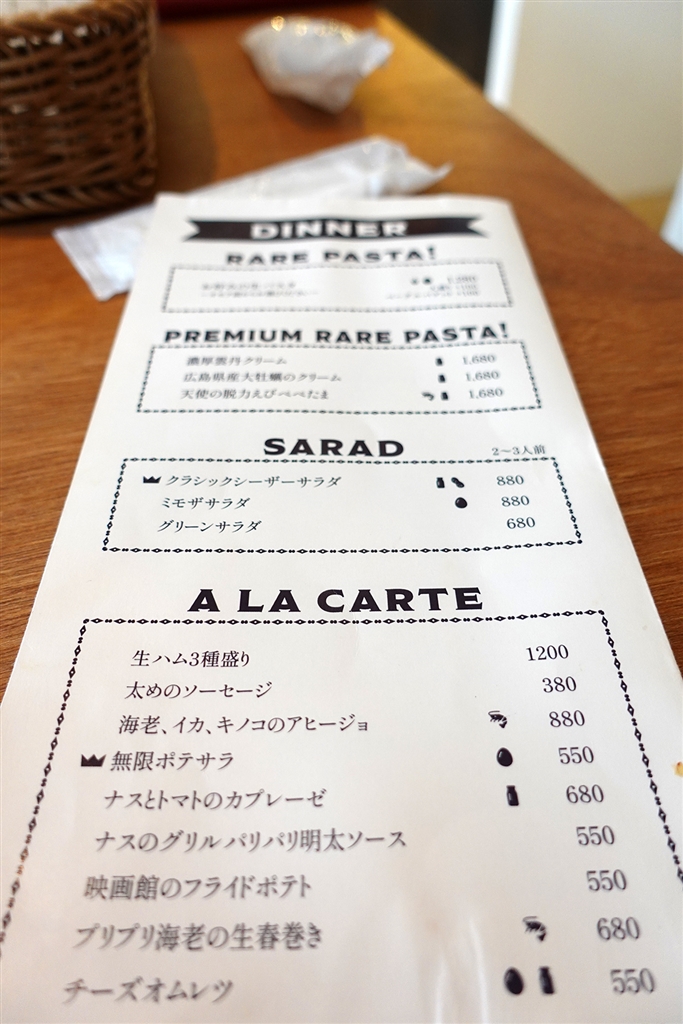 DINNER
RARE PASTA!
PREMIUM RARE PASTA!
濃厚雲丹クリーム 1,680
広島県産大牡蠣のクリーム 1,680
天使の脱力えびぺぺたま 1,680
SARAD 2~3人前
クラシックシーザーサラダ 880
ミモザサラダ 880
グリーンサラダ 680
A LA CARTE
生ハム3種盛り 1200
太めのソーセージ 380
海老、イカ、キノコのアヒージョ 880
無限ポテサラ 550
ナスとトマトのカプレーゼ 680
ナスのグリルパリパリ明太ソース 550
映画館のフライドポテト 550
プリプリ海老の生春巻き 680
チーズオムレツ 550